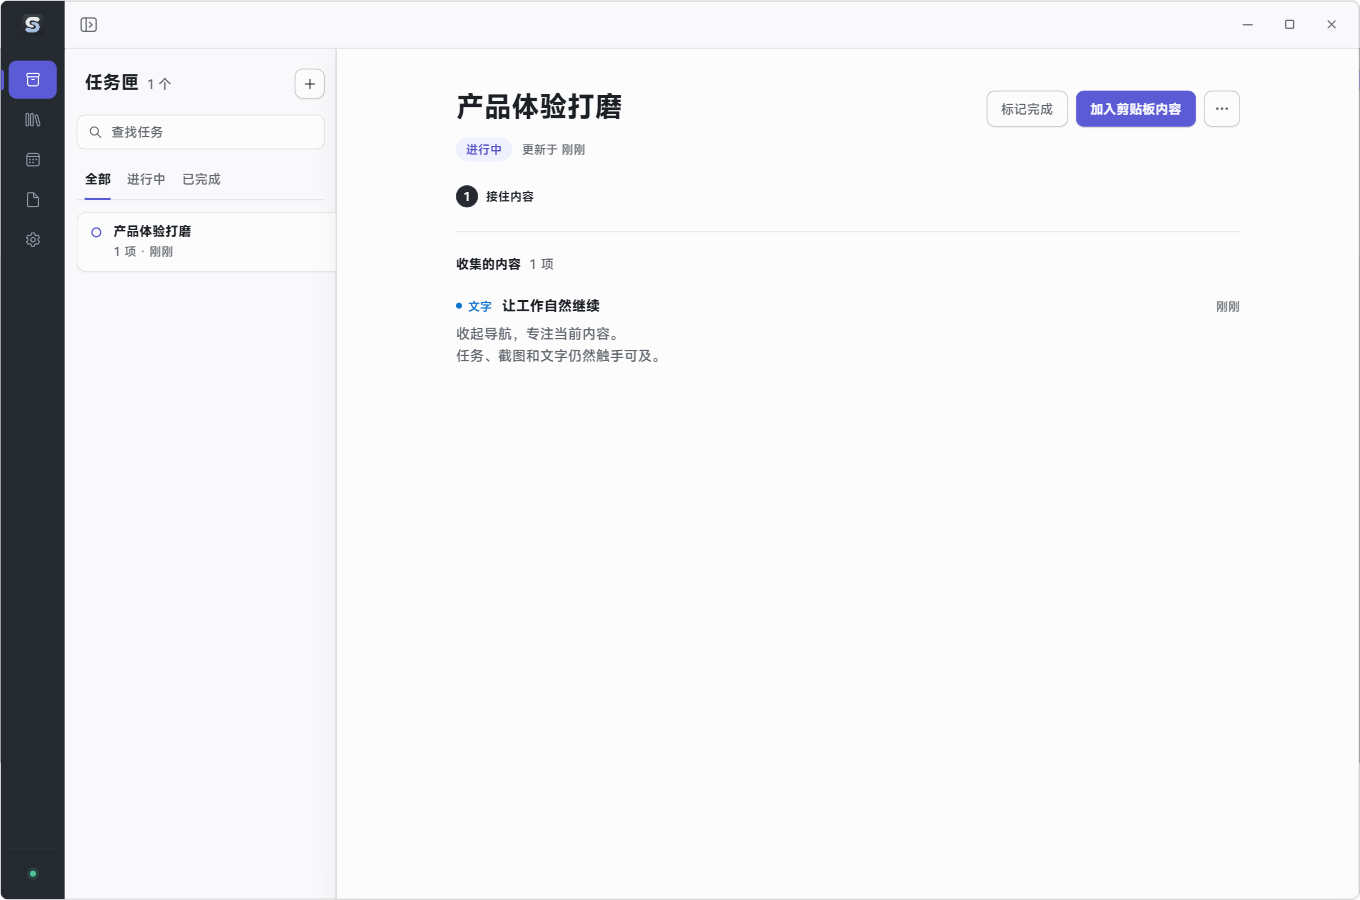 S
任务匣 1 个
查找任务
全部 进行中 已完成
产品体验打磨
1 项 · 刚刚
产品体验打磨
标记完成 加入剪贴板内容 ···
进行中 更新于 刚刚
1 接住内容
收集的内容 1 项
文字 让工作自然继续 刚刚
收起导航，专注当前内容。
任务、截图和文字仍然触手可及。